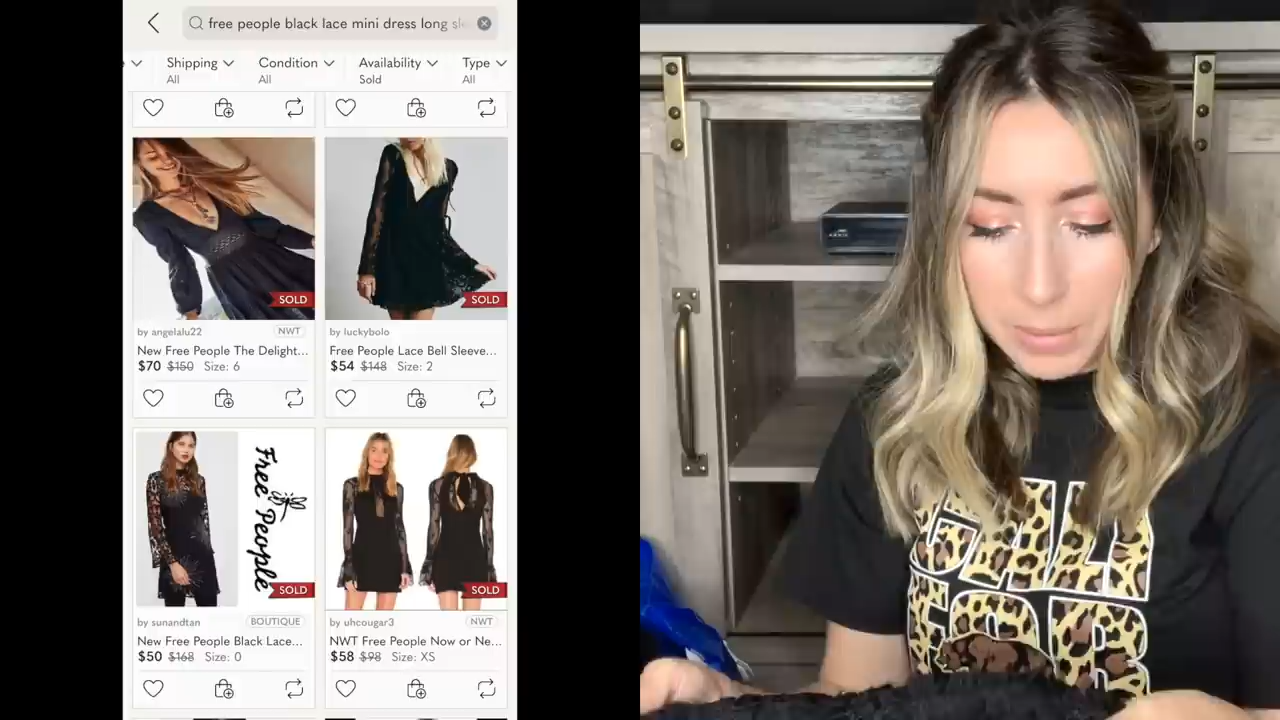 free people black lace mini dress long sle
Shipping Condition Availability Type
All All Sold All
SOLD SOLD
by angelalu22 NWT by luckybolo
New Free People The Delight... Free People Lace Bell Sleeve...
$70 $150 Size: 6 $54 $148 Size: 2
Free People
SOLD SOLD
by sunandtan BOUTIQUE by uhcougar3 NWT
New Free People Black Lace... NWT Free People Now or Ne...
$50 $168 Size: 0 $58 $98 Size: XS
CALI
FOR